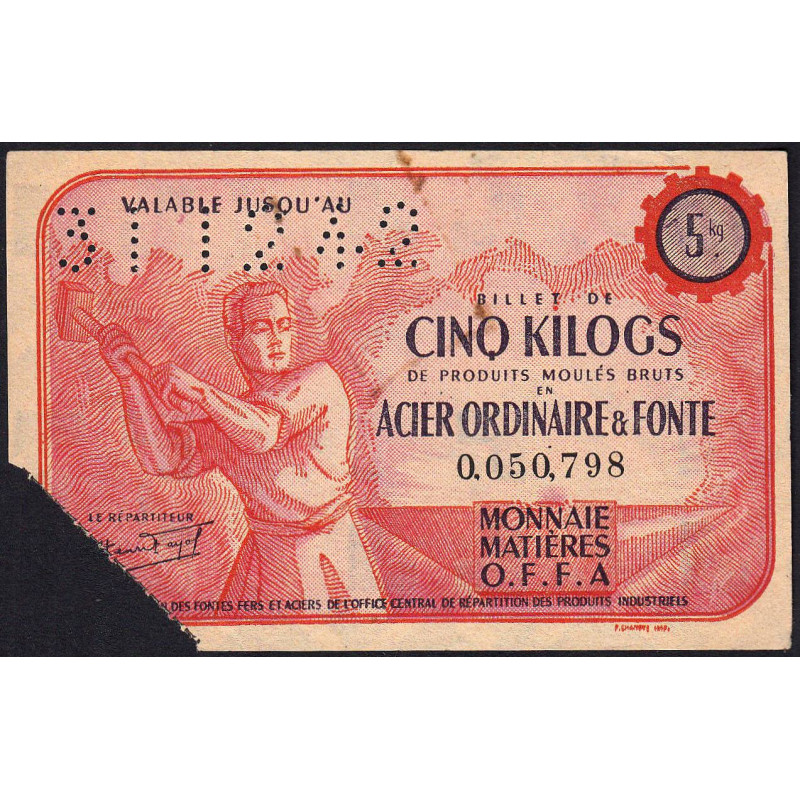 VALABLE JUSQU'AU
31 12 42
5 kg
BILLET DE
CINQ KILOGS
DE PRODUITS MOULÉS BRUTS
EN
ACIER ORDINAIRE & FONTE
0,050,798
LE RÉPARTITEUR
MONNAIE
MATIÈRES
O.F.F.A
DES FONTES FERS ET ACIERS DE L'OFFICE CENTRAL DE RÉPARTITION DES PRODUITS INDUSTRIELS